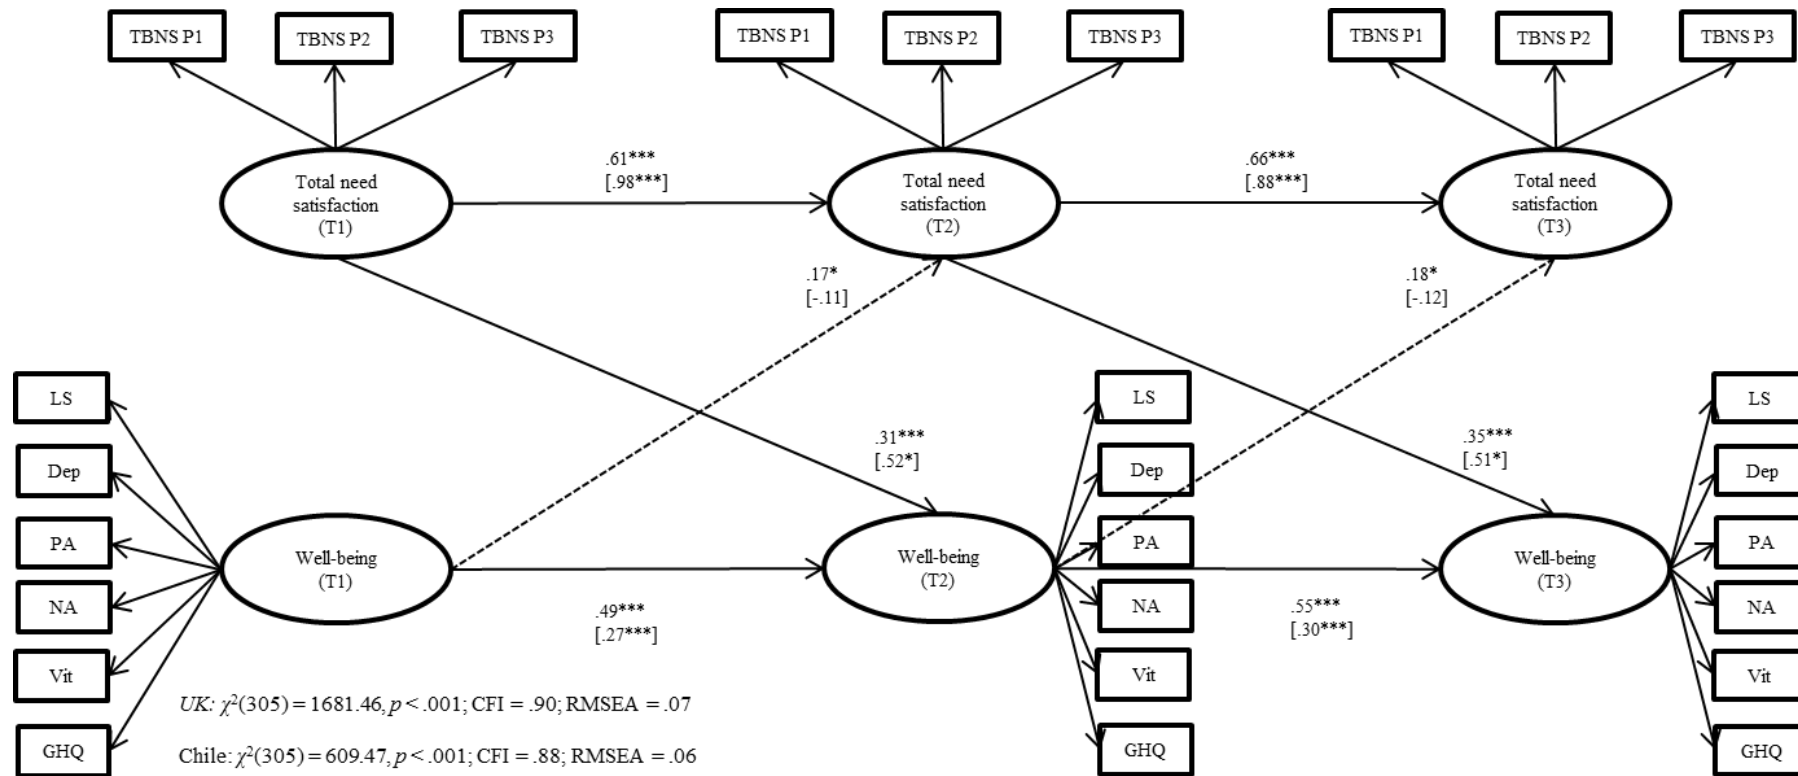 TBNS P1
TBNS P2
TBNS P3
TBNS P1
TBNS P2
TBNS P3
TBNS P1
TBNS P2
TBNS P3
.61***
[.98***]
.66***
[.88***]
Total need
satisfaction
(T1)
Total need
satisfaction
(T2)
Total need
satisfaction
(T3)
.17*
[-.11]
.18*
[-.12]
LS
Dep
PA
NA
Vit
GHQ
.31***
[.52*]
.35***
[.51*]
Well-being
(T1)
Well-being
(T2)
LS
Dep
PA
NA
Vit
GHQ
Well-being
(T3)
LS
Dep
PA
NA
Vit
GHQ
.49***
[.27***]
.55***
[.30***]
UK: χ²(305) = 1681.46, p < .001; CFI = .90; RMSEA = .07
Chile: χ²(305) = 609.47, p < .001; CFI = .88; RMSEA = .06